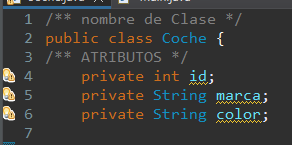 1 /** nombre de Clase */
2 public class Coche {
3 /** ATRIBUTOS */
4 private int id;
5 private String marca;
6 private String color;
7